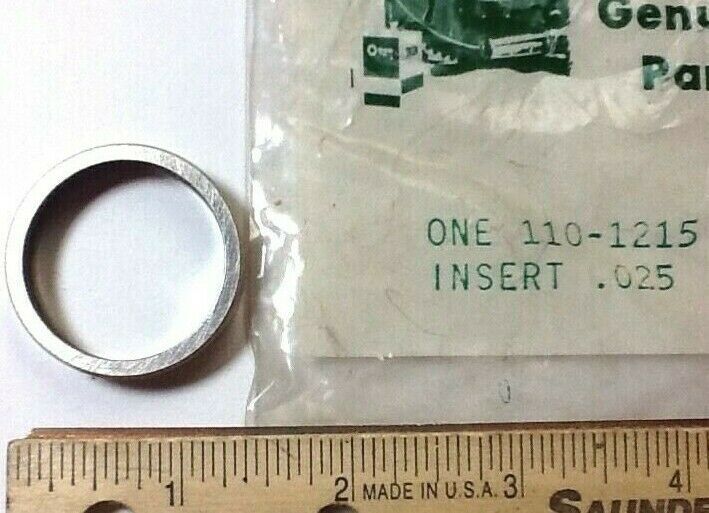 Genu
Par
ONE 110-1215
INSERT .025
1 2 MADE IN U.S.A. 3 4
SAUNDE